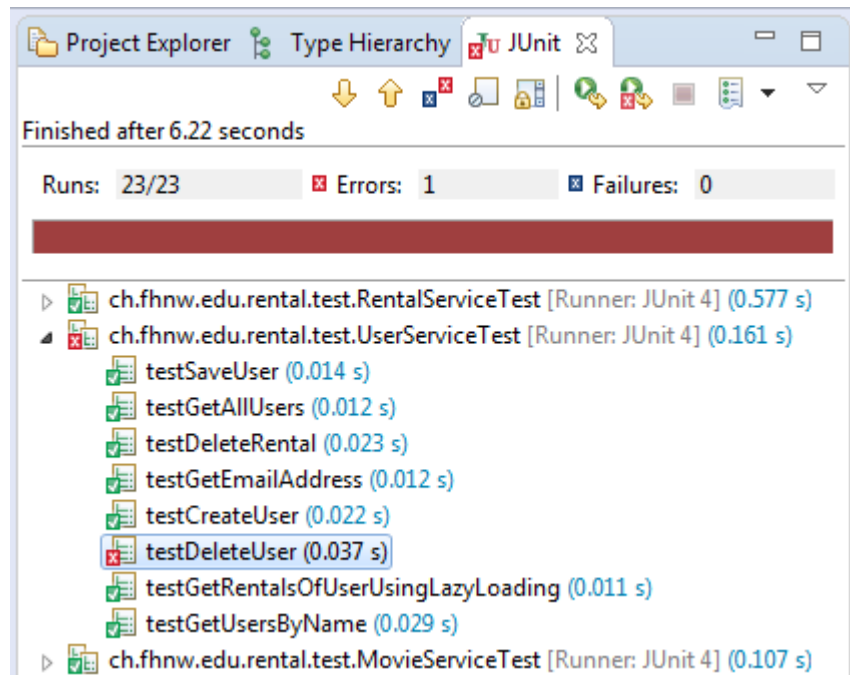 Project Explorer Type Hierarchy JUnit
Finished after 6.22 seconds
Runs: 23/23 Errors: 1 Failures: 0
ch.fhnw.edu.rental.test.RentalServiceTest [Runner: JUnit 4] (0.577 s)
ch.fhnw.edu.rental.test.UserServiceTest [Runner: JUnit 4] (0.161 s)
testSaveUser (0.014 s)
testGetAllUsers (0.012 s)
testDeleteRental (0.023 s)
testGetEmailAddress (0.012 s)
testCreateUser (0.022 s)
testDeleteUser (0.037 s)
testGetRentalsOfUserUsingLazyLoading (0.011 s)
testGetUsersByName (0.029 s)
ch.fhnw.edu.rental.test.MovieServiceTest [Runner: JUnit 4] (0.107 s)